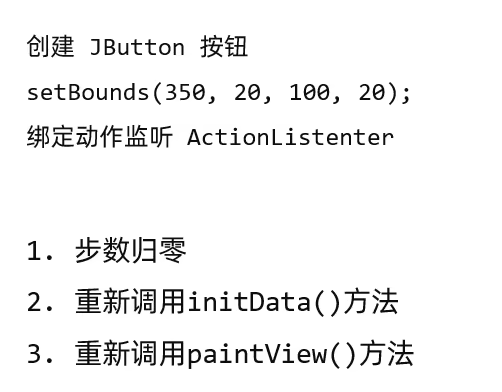 创建 JButton 按钮
setBounds(350, 20, 100, 20);
绑定动作监听 ActionListenter
1. 步数归零
2. 重新调用initData()方法
3. 重新调用paintView()方法